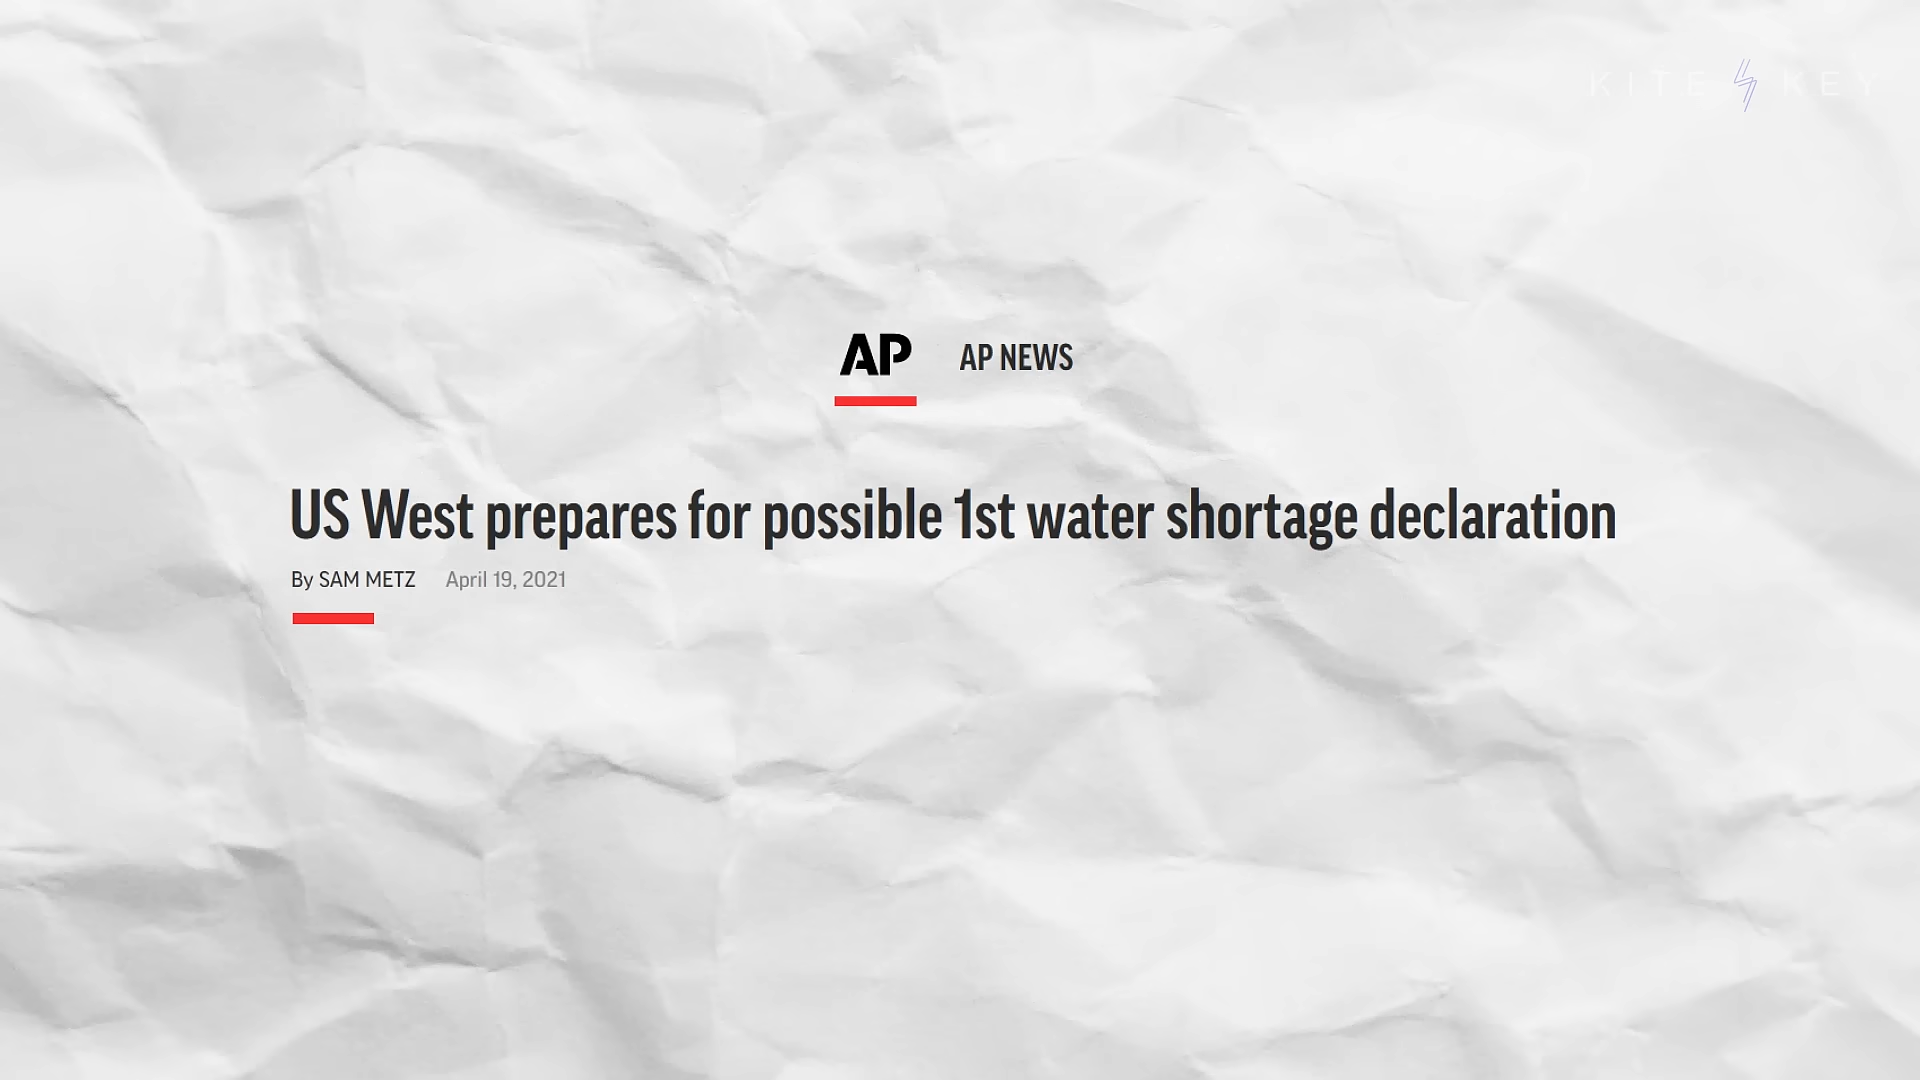 KITE KEY
AP AP NEWS
US West prepares for possible 1st water shortage declaration
By SAM METZ April 19, 2021